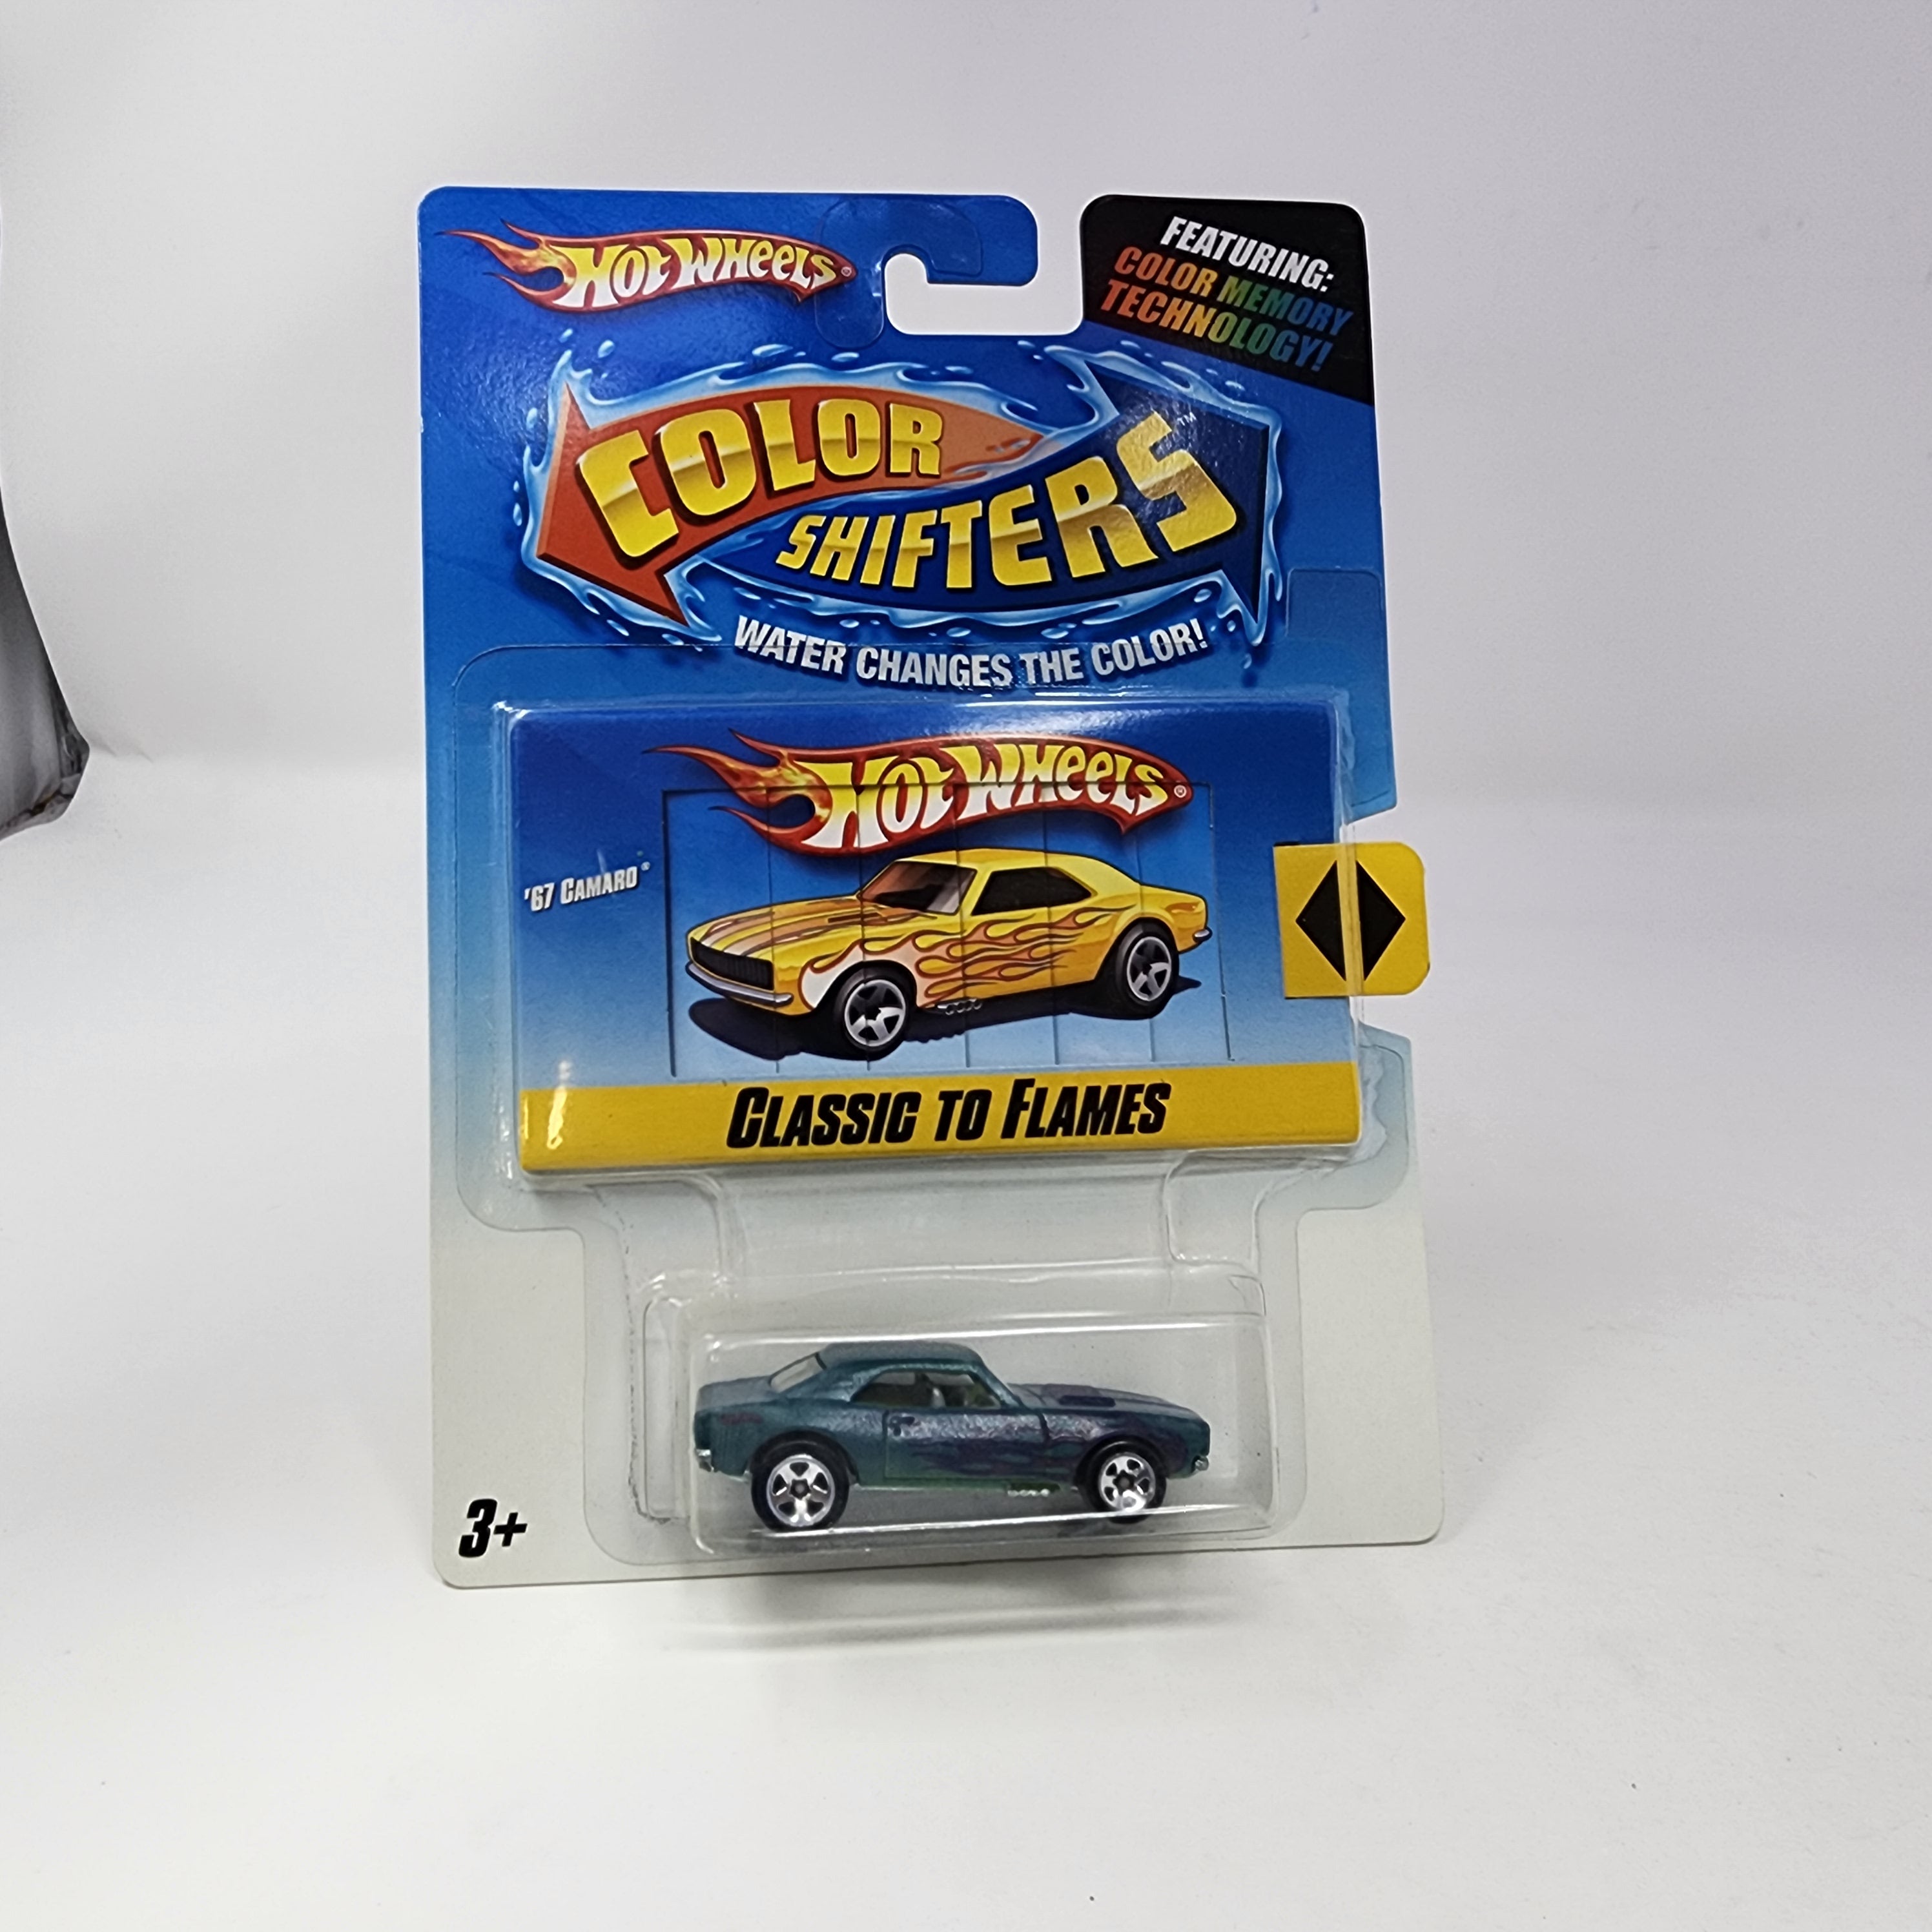 HOT WHEELS®
FEATURING:
COLOR MEMORY
TECHNOLOGY!
COLOR
SHIFTERS™
WATER CHANGES THE COLOR!
HOT WHEELS®
'67 CAMARO®
CLASSIC TO FLAMES
3+